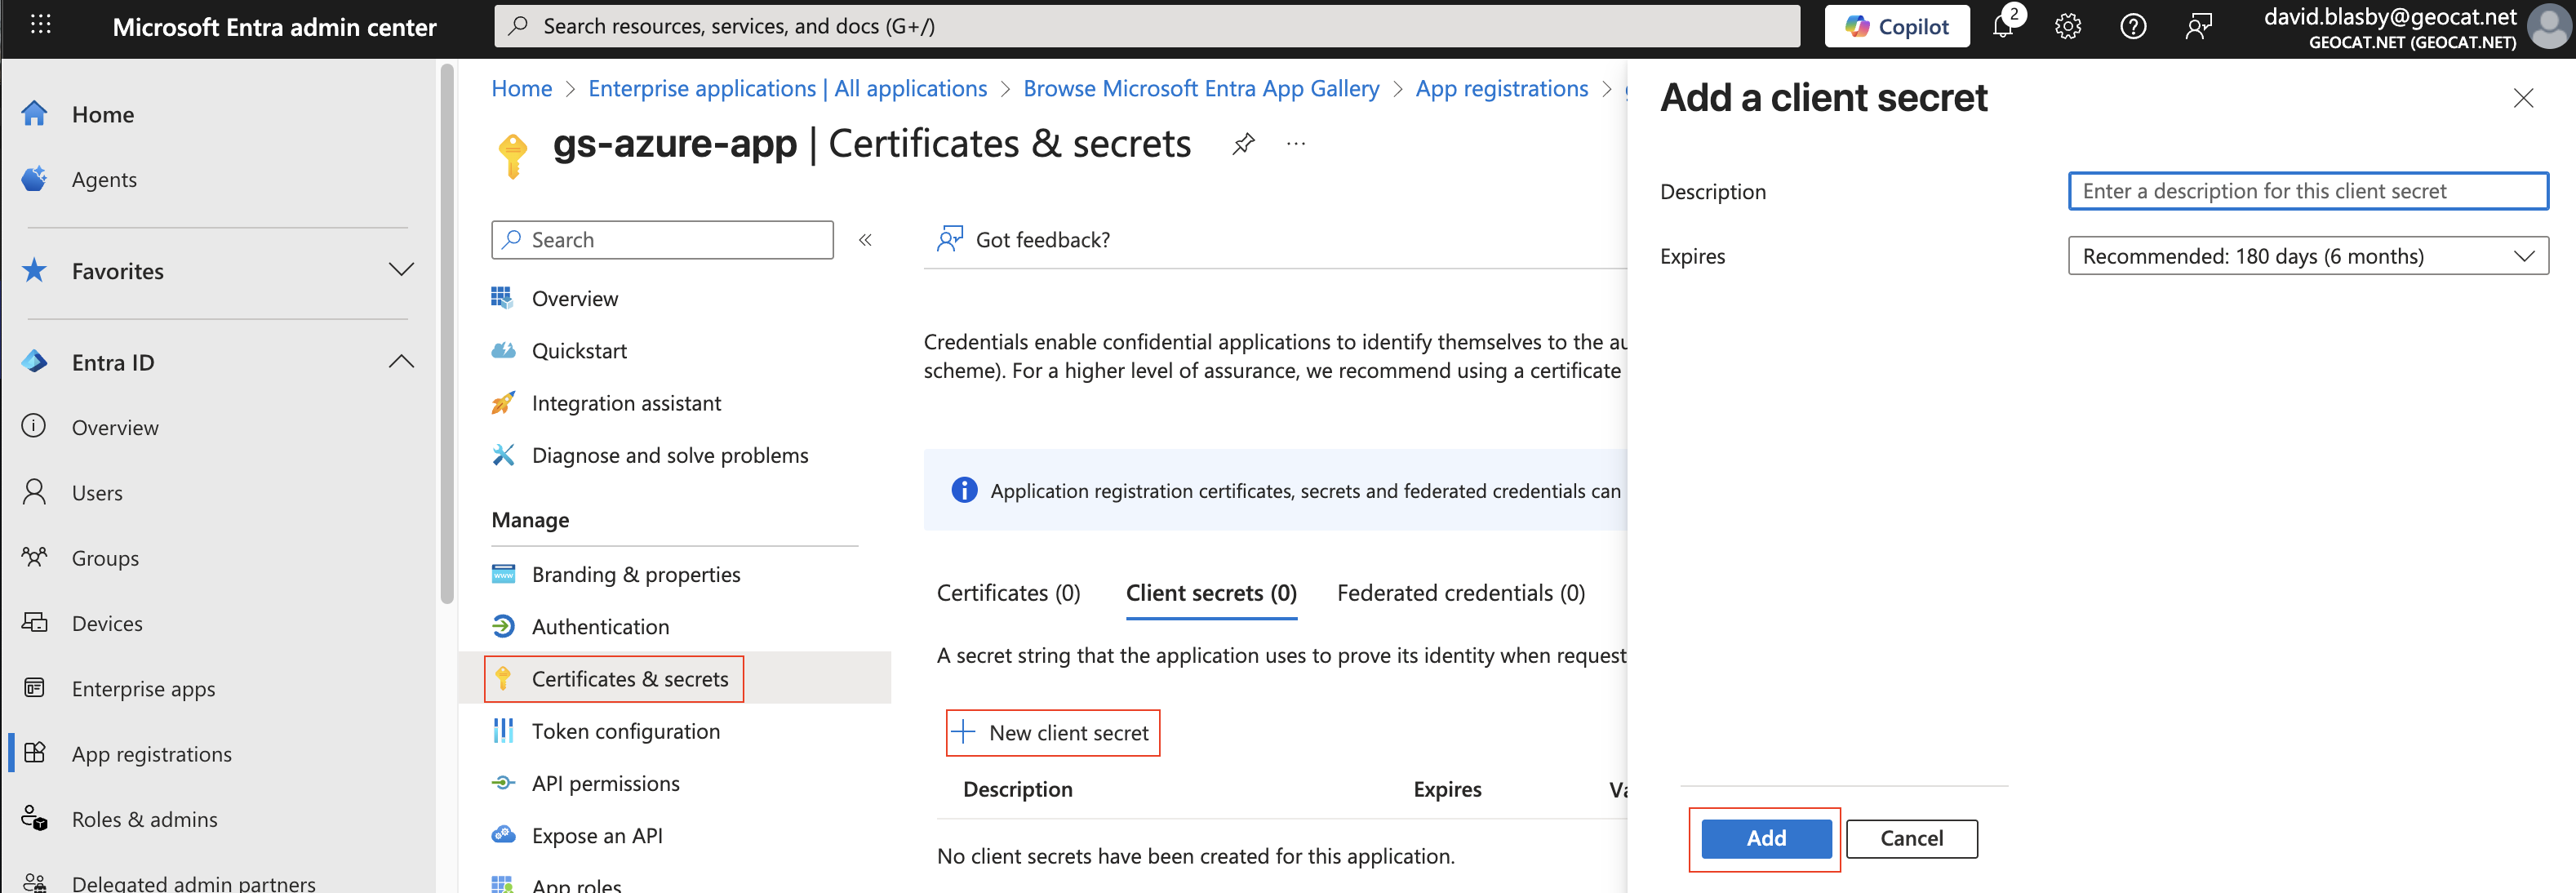 Microsoft Entra admin center
Search resources, services, and docs (G+/)
Copilot
2
david.blasby@geocat.net
GEOCAT.NET (GEOCAT.NET)
Home
Agents
Favorites
Entra ID
Overview
Users
Groups
Devices
Enterprise apps
App registrations
Roles & admins
Delegated admin partners
Home > Enterprise applications | All applications > Browse Microsoft Entra App Gallery > App registrations >
gs-azure-app | Certificates & secrets
Search
Overview
Quickstart
Integration assistant
Diagnose and solve problems
Manage
Branding & properties
Authentication
Certificates & secrets
Token configuration
API permissions
Expose an API
App roles
Got feedback?
Credentials enable confidential applications to identify themselves to the au
scheme). For a higher level of assurance, we recommend using a certificate
Application registration certificates, secrets and federated credentials can
Certificates (0)
Client secrets (0)
Federated credentials (0)
A secret string that the application uses to prove its identity when request
New client secret
Description
Expires
Va
No client secrets have been created for this application.
Add a client secret
Description
Enter a description for this client secret
Expires
Recommended: 180 days (6 months)
Add
Cancel